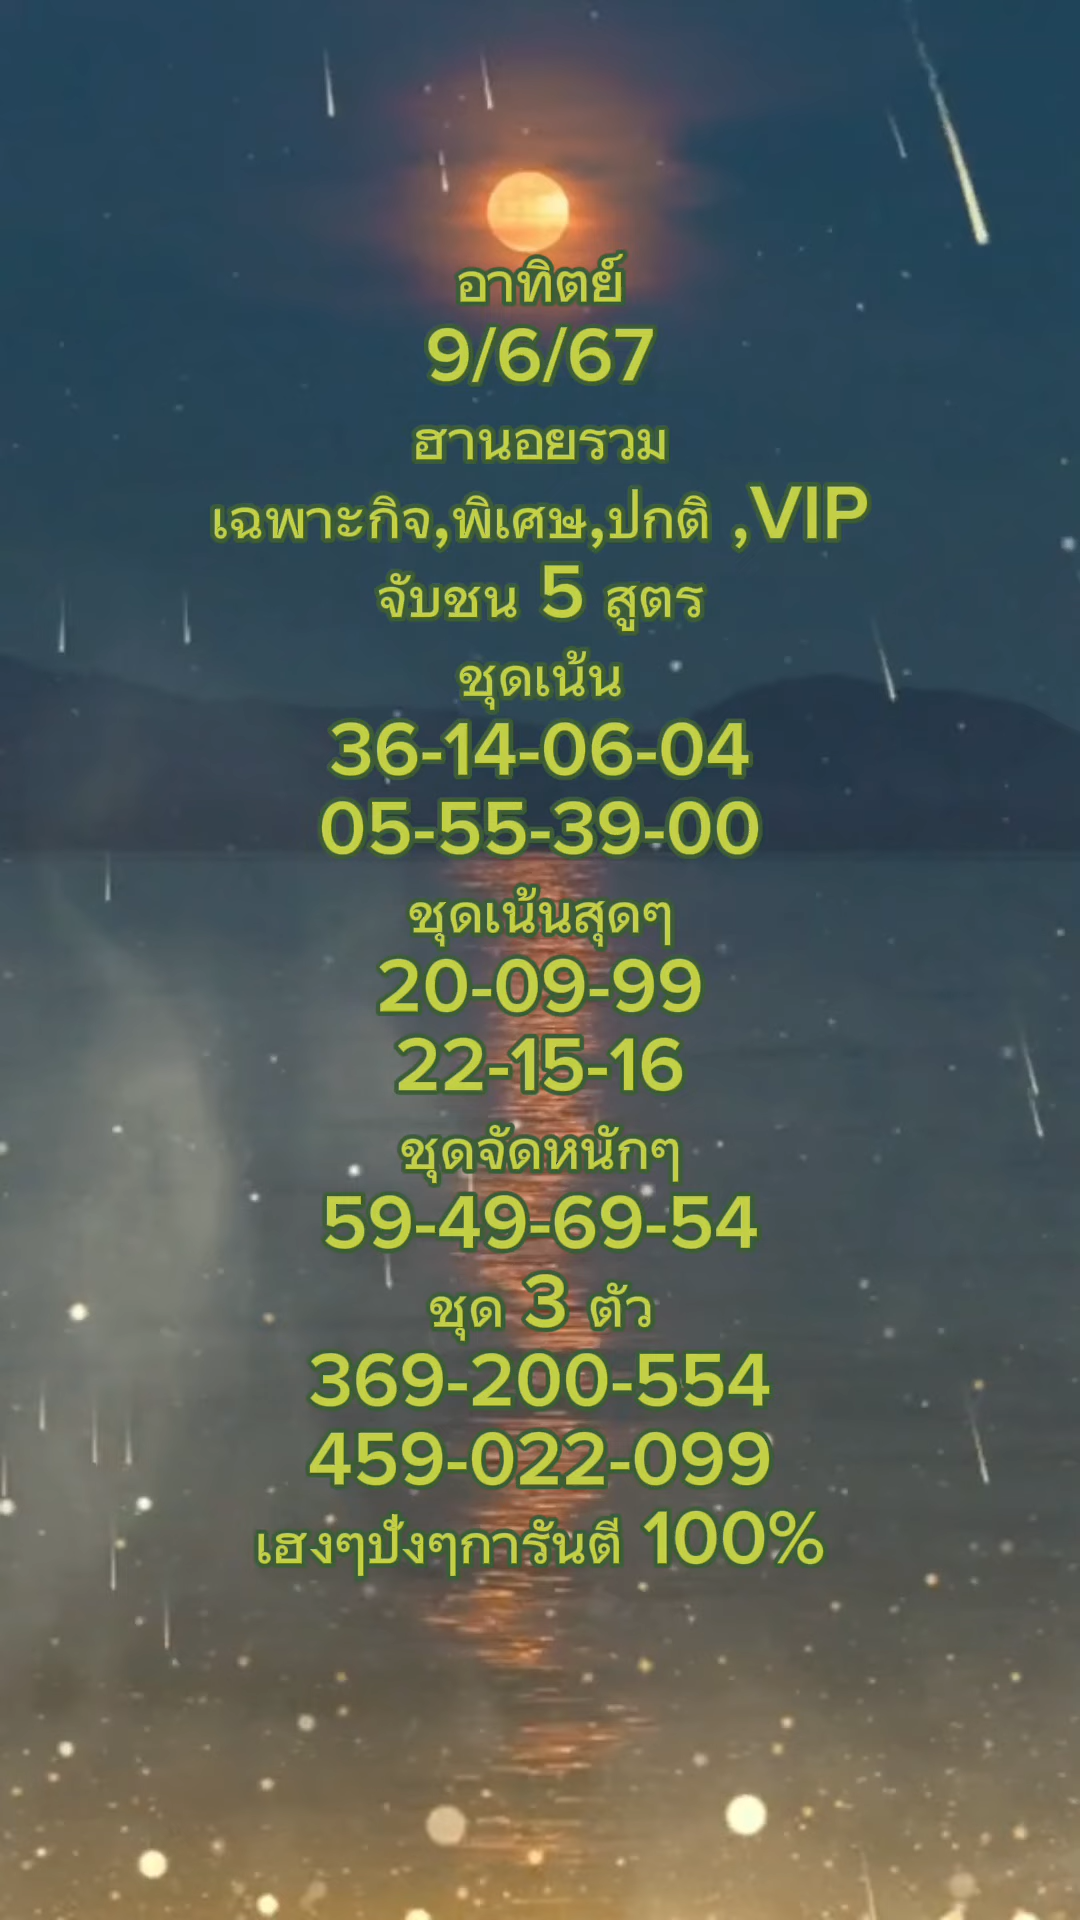 อาทิตย์
9/6/67
ฮานอยรวม
เฉพาะกิจ,พิเศษ,ปกติ ,VIP
จับชน 5 สูตร
ชุดเน้น
36-14-06-04
05-55-39-00
ชุดเน้นสุดๆ
20-09-99
22-15-16
ชุดจัดหนักๆ
59-49-69-54
ชุด 3 ตัว
369-200-554
459-022-099
เฮงๆปังๆการันตี 100%